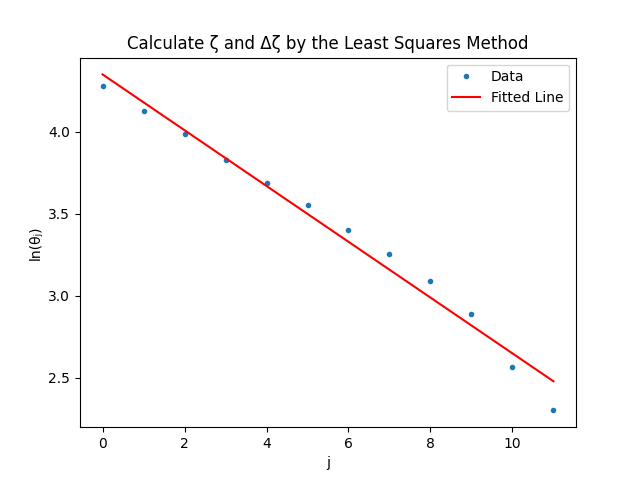 Calculate ζ and Δζ by the Least Squares Method
Data
Fitted Line
4.0
3.5
3.0
2.5
ln(θⱼ)
0
2
4
6
8
10
j